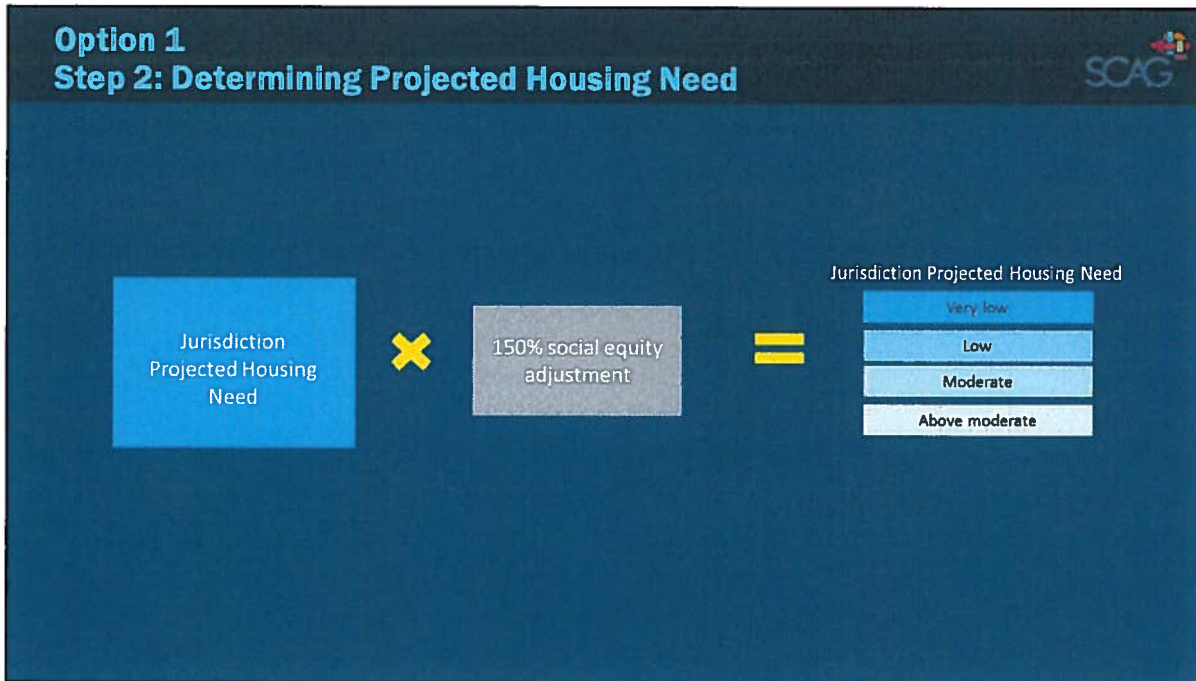 Option 1
Step 2: Determining Projected Housing Need
SCAG
Jurisdiction
Projected Housing
Need
150% social equity
adjustment
Jurisdiction Projected Housing Need
Very low
Low
Moderate
Above moderate